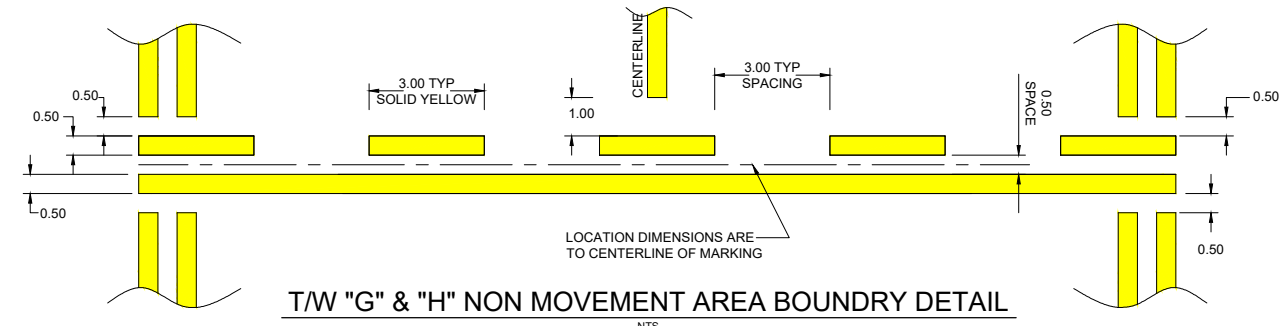 CENTERLINE
3.00 TYP
SOLID YELLOW
3.00 TYP
SPACING
0.50
SPACE
0.50
0.50
1.00
0.50
0.50
0.50
LOCATION DIMENSIONS ARE
TO CENTERLINE OF MARKING
T/W "G" & "H" NON MOVEMENT AREA BOUNDRY DETAIL
NTS